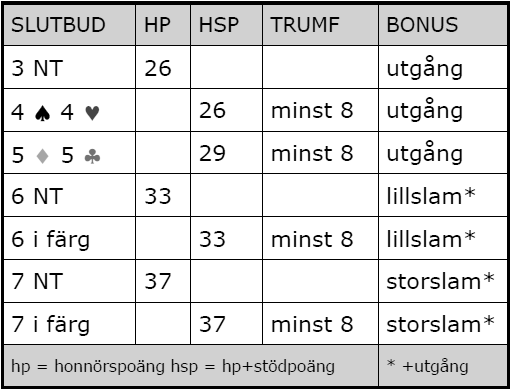 SLUTBUD HP HSP TRUMF BONUS
3 NT 26 utgång
4 ♠ 4 ♥ 26 minst 8 utgång
5 ♦ 5 ♣ 29 minst 8 utgång
6 NT 33 lillslam*
6 i färg 33 minst 8 lillslam*
7 NT 37 storslam*
7 i färg 37 minst 8 storslam*
hp = honnörspoäng hsp = hp+stödpoäng * +utgång